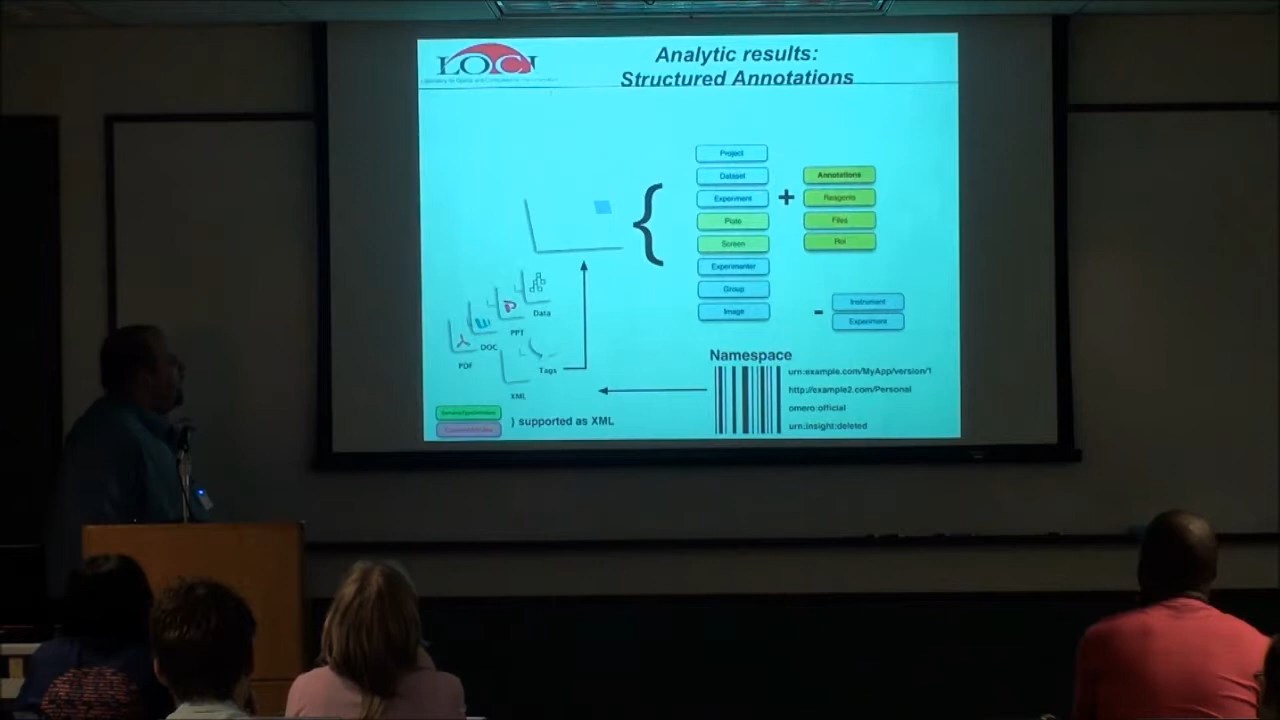 LOCI
Analytic results:
Structured Annotations
Project
Dataset
Experiment
Plate
Screen
Experimenter
Group
Image
+
Annotations
Reagents
Files
Roi
-
Instrument
Experiment
Data
PPT
DOC
PDF
Tags
XML
} supported as XML
Namespace
urn:example.com/MyApp/version/1
http://example2.com/Personal
omero:official
urn:insight:deleted